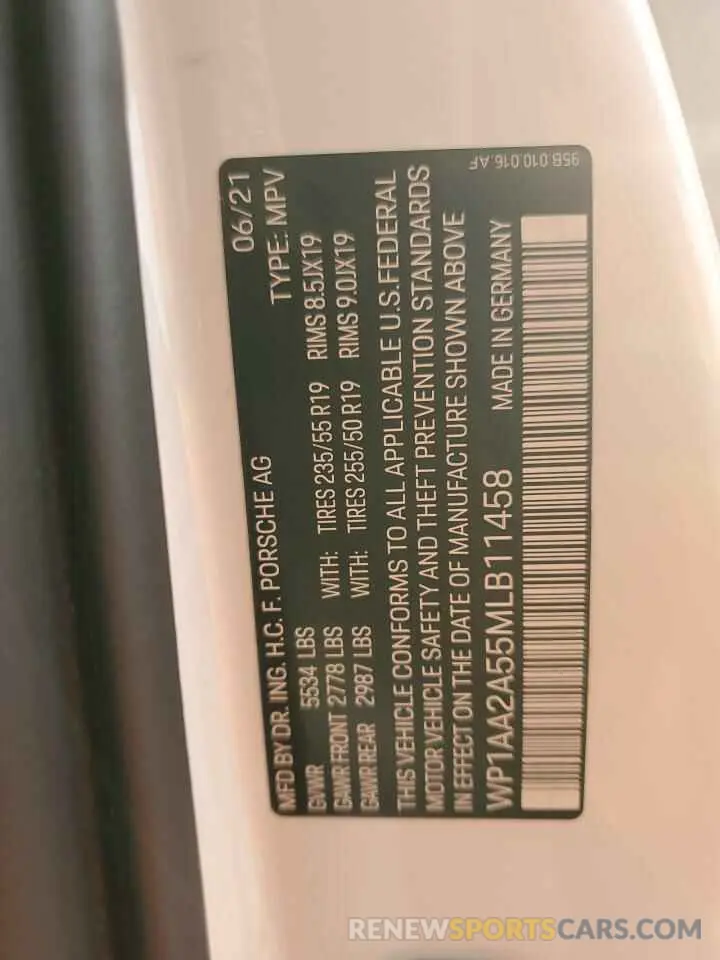 MFD BY DR. ING. H.C. F. PORSCHE AG 06/21
GVWR 5534 LBS TYPE: MPV
GAWR FRONT 2778 LBS WITH: TIRES 235/55 R19 RIMS 8.5JX19
GAWR REAR 2987 LBS WITH: TIRES 255/50 R19 RIMS 9.0JX19
THIS VEHICLE CONFORMS TO ALL APPLICABLE U.S. FEDERAL
MOTOR VEHICLE SAFETY AND THEFT PREVENTION STANDARDS
IN EFFECT ON THE DATE OF MANUFACTURE SHOWN ABOVE
WP1AA2A55MLB11458 MADE IN GERMANY
95B.010.016.AF
RENEWSPORTSCARS.COM